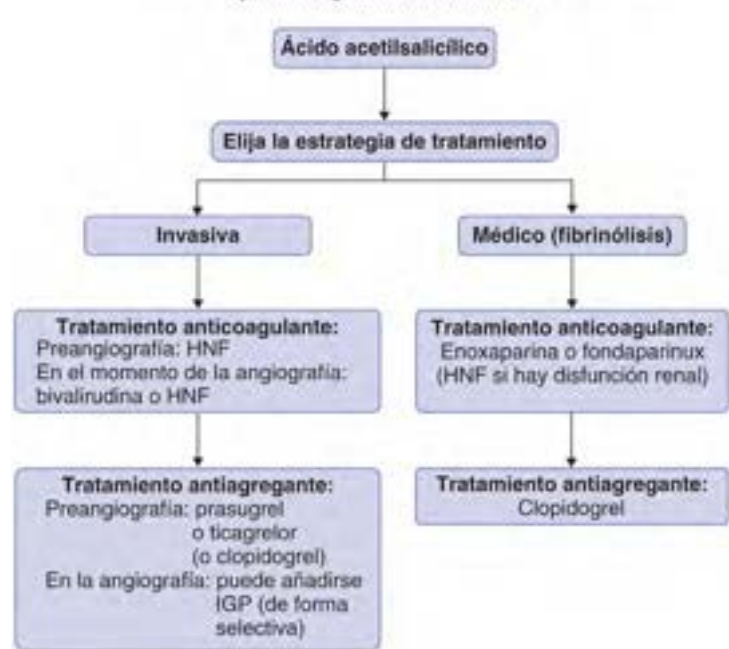 Ácido acetilsalicílico
Elija la estrategia de tratamiento
Invasiva
Médico (fibrinólisis)
Tratamiento anticoagulante:
Preangiografía: HNF
En el momento de la angiografía:
bivalirudina o HNF
Tratamiento anticoagulante:
Enoxaparina o fondaparinux
(HNF si hay disfunción renal)
Tratamiento antiagregante:
Preangiografía: prasugrel
o ticagrelor
(o clopidogrel)
En la angiografía: puede añadirse
IGP (de forma
selectiva)
Tratamiento antiagregante:
Clopidogrel